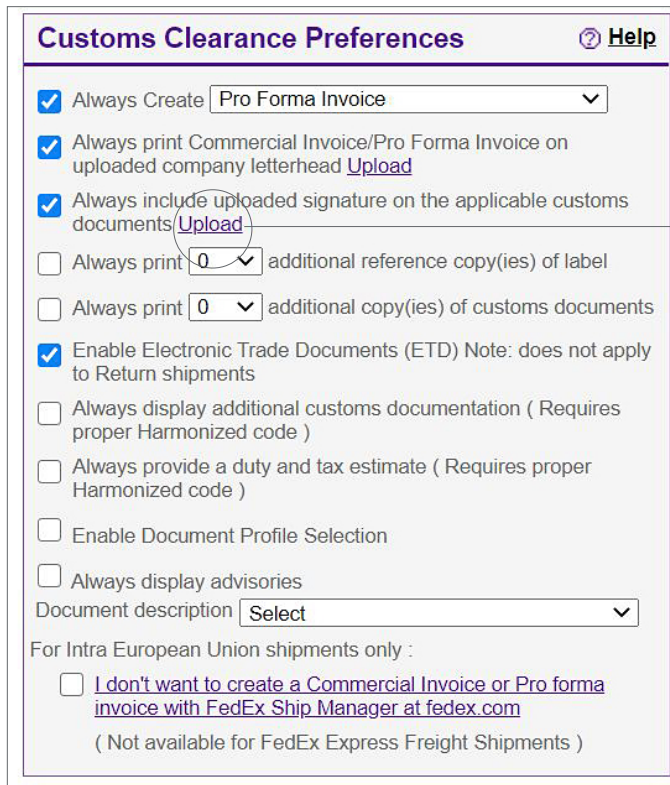 Customs Clearance Preferences Help
Always Create Pro Forma Invoice
Always print Commercial Invoice/Pro Forma Invoice on
uploaded company letterhead Upload
Always include uploaded signature on the applicable customs
documents Upload
Always print 0 additional reference copy(ies) of label
Always print 0 additional copy(ies) of customs documents
Enable Electronic Trade Documents (ETD) Note: does not apply
to Return shipments
Always display additional customs documentation ( Requires
proper Harmonized code )
Always provide a duty and tax estimate ( Requires proper
Harmonized code )
Enable Document Profile Selection
Always display advisories
Document description Select
For Intra European Union shipments only :
I don't want to create a Commercial Invoice or Pro forma
invoice with FedEx Ship Manager at fedex.com
( Not available for FedEx Express Freight Shipments )